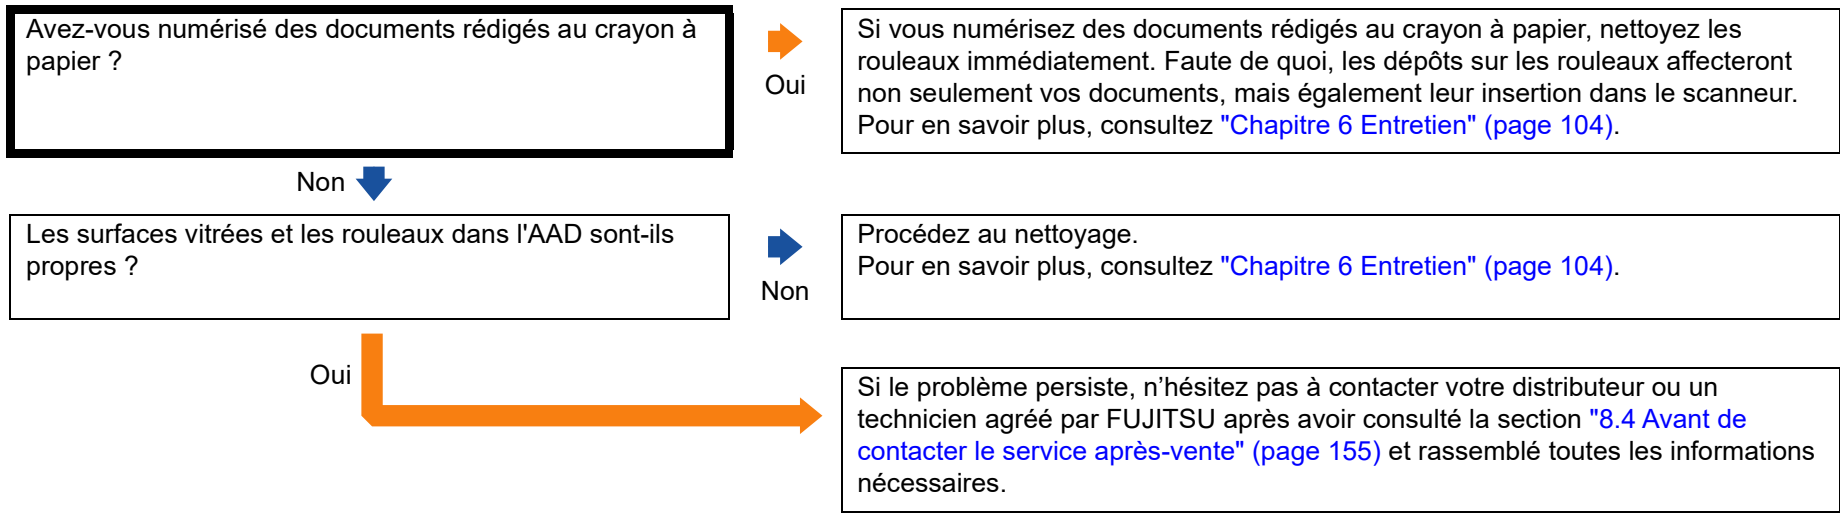 Avez-vous numérisé des documents rédigés au crayon à
papier ?
Oui
Si vous numérisez des documents rédigés au crayon à papier, nettoyez les
rouleaux immédiatement. Faute de quoi, les dépôts sur les rouleaux affecteront
non seulement vos documents, mais également leur insertion dans le scanneur.
Pour en savoir plus, consultez "Chapitre 6 Entretien" (page 104).
Non
Les surfaces vitrées et les rouleaux dans l'AAD sont-ils
propres ?
Non
Procédez au nettoyage.
Pour en savoir plus, consultez "Chapitre 6 Entretien" (page 104).
Oui
Si le problème persiste, n’hésitez pas à contacter votre distributeur ou un
technicien agréé par FUJITSU après avoir consulté la section "8.4 Avant de
contacter le service après-vente" (page 155) et rassemblé toutes les informations
nécessaires.